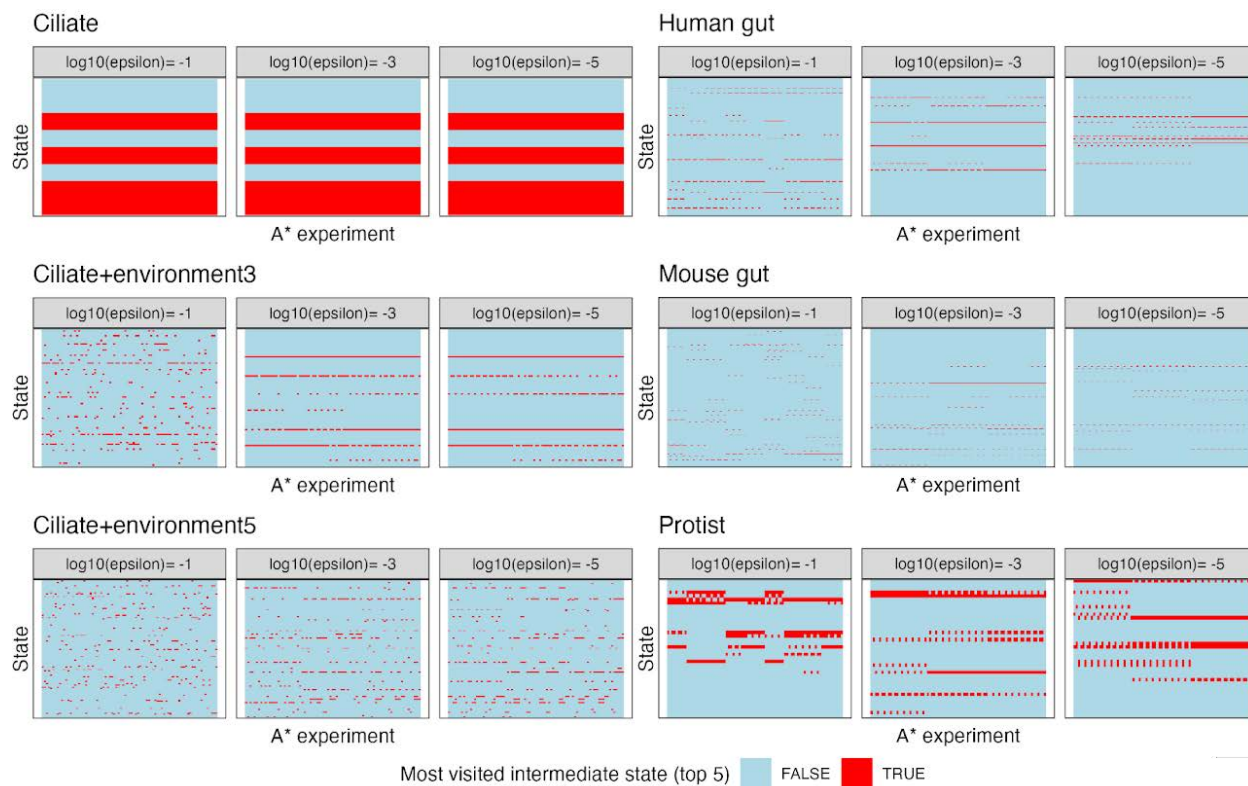 Ciliate
Human gut
log10(epsilon)= -1 log10(epsilon)= -3 log10(epsilon)= -5
log10(epsilon)= -1 log10(epsilon)= -3 log10(epsilon)= -5
State
State
A* experiment
A* experiment
Ciliate+environment3
Mouse gut
log10(epsilon)= -1 log10(epsilon)= -3 log10(epsilon)= -5
log10(epsilon)= -1 log10(epsilon)= -3 log10(epsilon)= -5
State
State
A* experiment
A* experiment
Ciliate+environment5
Protist
log10(epsilon)= -1 log10(epsilon)= -3 log10(epsilon)= -5
log10(epsilon)= -1 log10(epsilon)= -3 log10(epsilon)= -5
State
State
A* experiment
A* experiment
Most visited intermediate state (top 5) FALSE TRUE